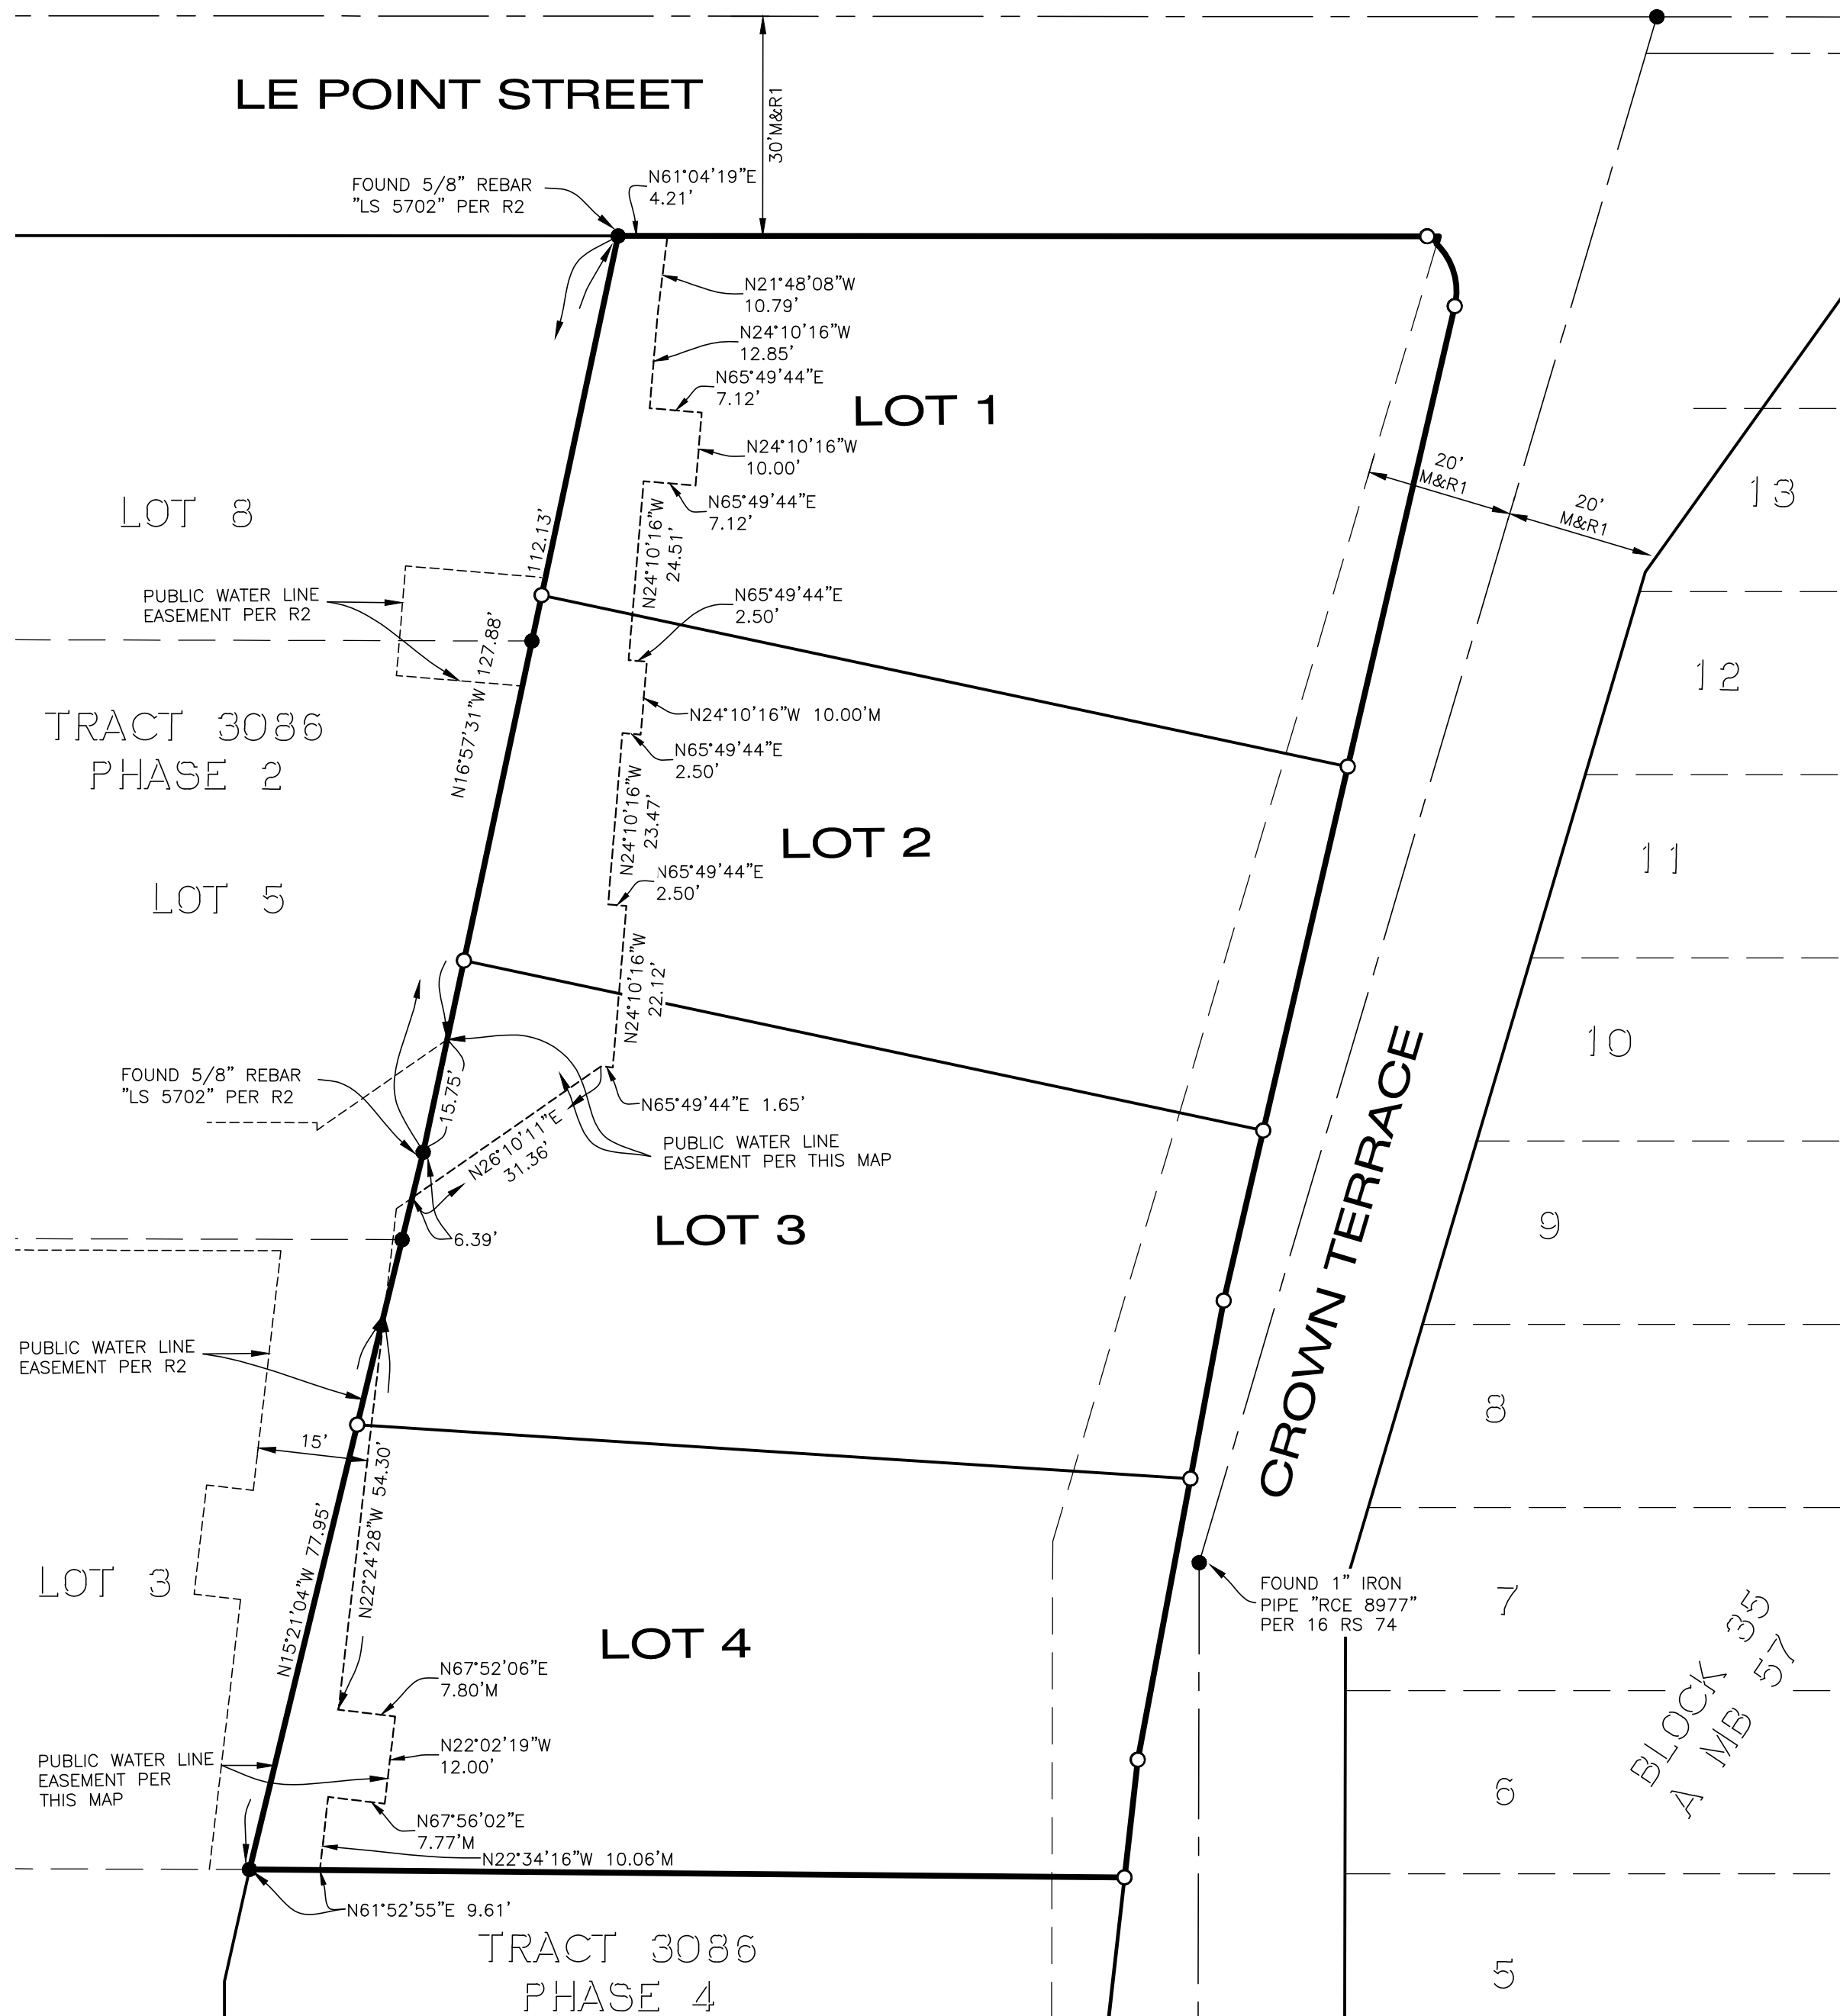 LE POINT STREET
30'M&R1
FOUND 5/8" REBAR
"LS 5702" PER R2
N61°04'19"E
4.21'
N21°48'08"W
10.79'
N24°10'16"W
12.85'
N65°49'44"E
7.12'
LOT 1
N24°10'16"W
10.00'
20'
M&R1
20'
M&R1
13
N65°49'44"E
7.12'
LOT 8
112.13'
N24°10'16"W
24.51'
PUBLIC WATER LINE
EASEMENT PER R2
N65°49'44"E
2.50'
12
N16°57'31"W 127.88'
TRACT 3086
PHASE 2
N24°10'16"W 10.00'M
N65°49'44"E
2.50'
N24°10'16"W
23.47'
LOT 2
11
N65°49'44"E
2.50'
LOT 5
N24°10'16"W
22.12'
10
FOUND 5/8" REBAR
"LS 5702" PER R2
15.75'
N65°49'44"E 1.65'
N26°10'11"E
31.36'
PUBLIC WATER LINE
EASEMENT PER THIS MAP
LOT 3
6.39'
9
CROWN TERRACE
PUBLIC WATER LINE
EASEMENT PER R2
8
15'
N22°24'28"W 54.30'
N15°21'04"W 77.95'
LOT 3
FOUND 1" IRON
PIPE "RCE 8977"
PER 16 RS 74
7
BLOCK 35
A MB 57
LOT 4
N67°52'06"E
7.80'M
N22°02'19"W
12.00'
PUBLIC WATER LINE
EASEMENT PER
THIS MAP
6
N67°56'02"E
7.77'M
N22°34'16"W 10.06'M
N61°52'55"E 9.61'
TRACT 3086
PHASE 4
5